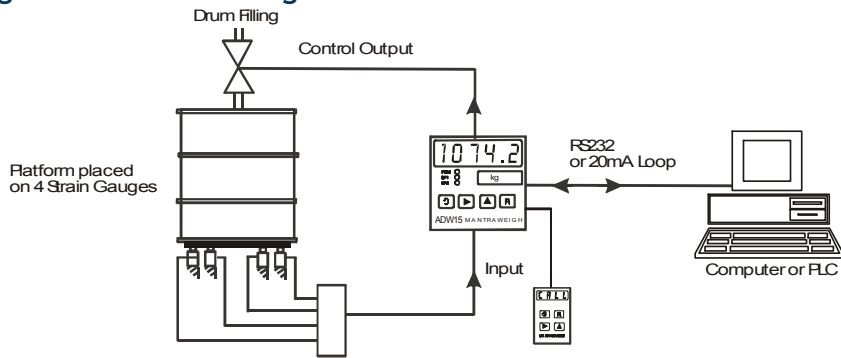 Drum Filling
Control Output
Platform placed
on 4 Strain Gauges
1074.2
kg
R
ADW15 MANTRAWEIGH
RS232
or 20mA Loop
Input
CALL
R
Computer or PLC